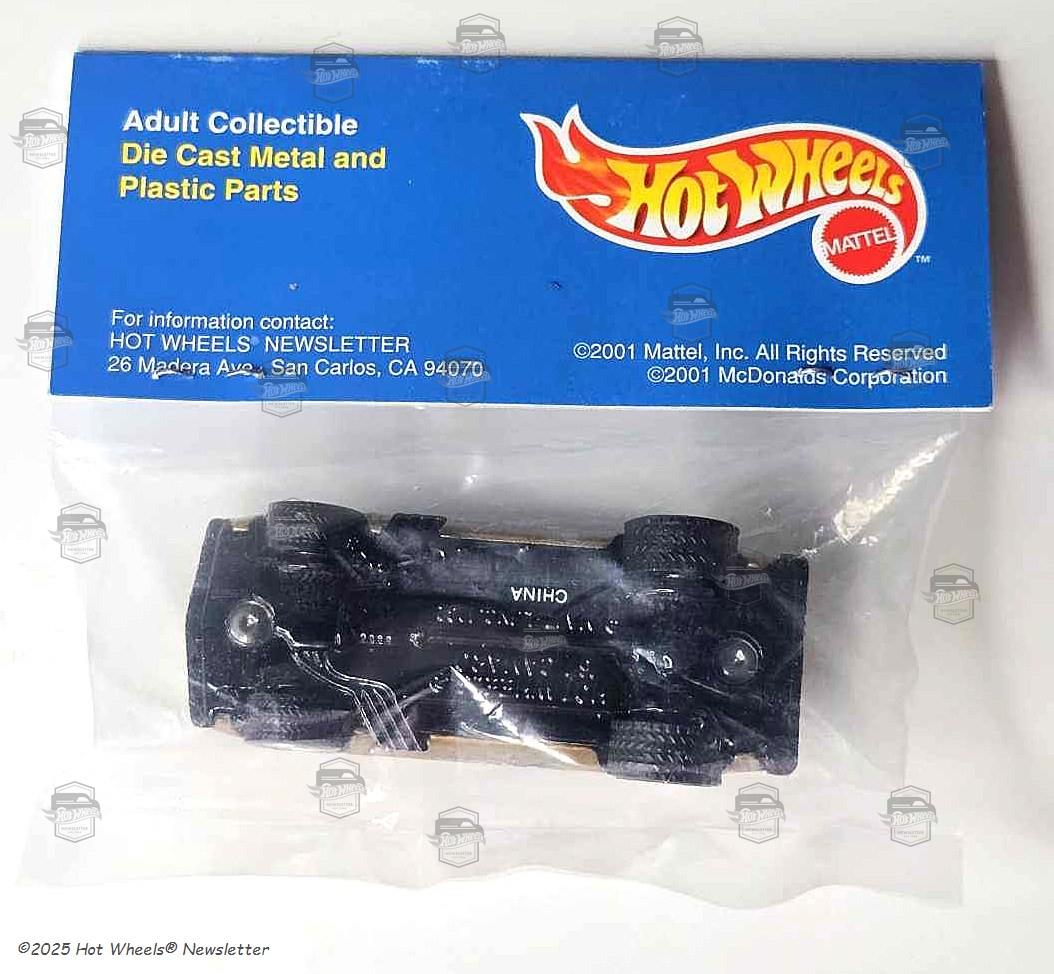 Adult Collectible
Die Cast Metal and
Plastic Parts
HOT WHEELS
MATTEL
™
For information contact:
HOT WHEELS® NEWSLETTER
26 Madera Ave., San Carlos, CA 94070
©2001 Mattel, Inc. All Rights Reserved
©2001 McDonalds Corporation
CHINA
©2025 Hot Wheels® Newsletter